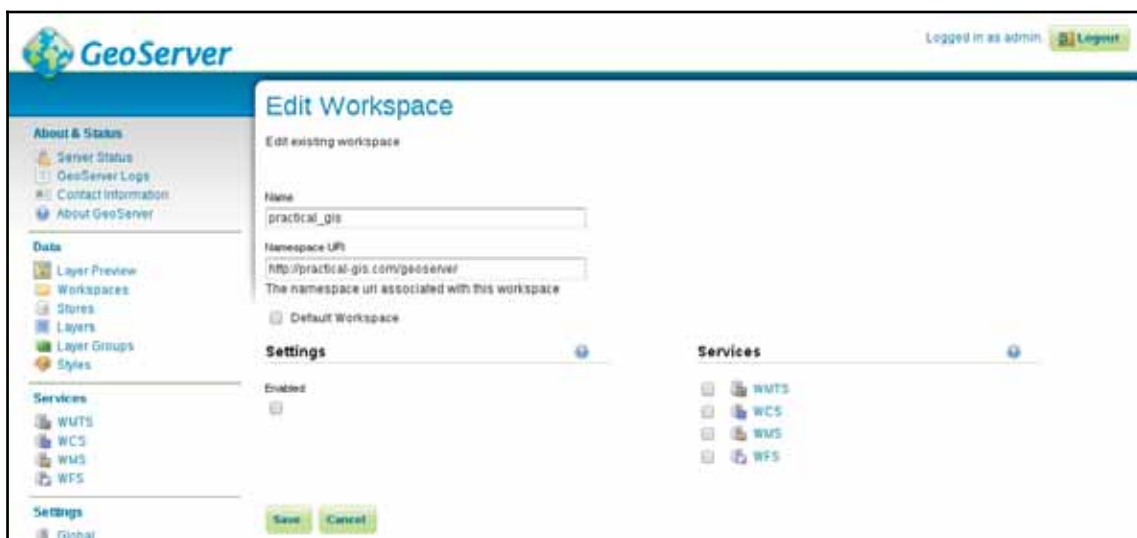 GeoServer
Logged in as admin.
Logout
About & Status
Server Status
GeoServer Logs
Contact Information
About GeoServer
Data
Layer Preview
Workspaces
Stores
Layers
Layer Groups
Styles
Services
WMTS
WCS
WMS
WFS
Settings
Global
Edit Workspace
Edit existing workspace
Name
practical_gis
Namespace URI
http://practical-gis.com/geoserver
The namespace uri associated with this workspace
Default Workspace
Settings
Enabled
Services
WMTS
WCS
WMS
WFS
Save
Cancel